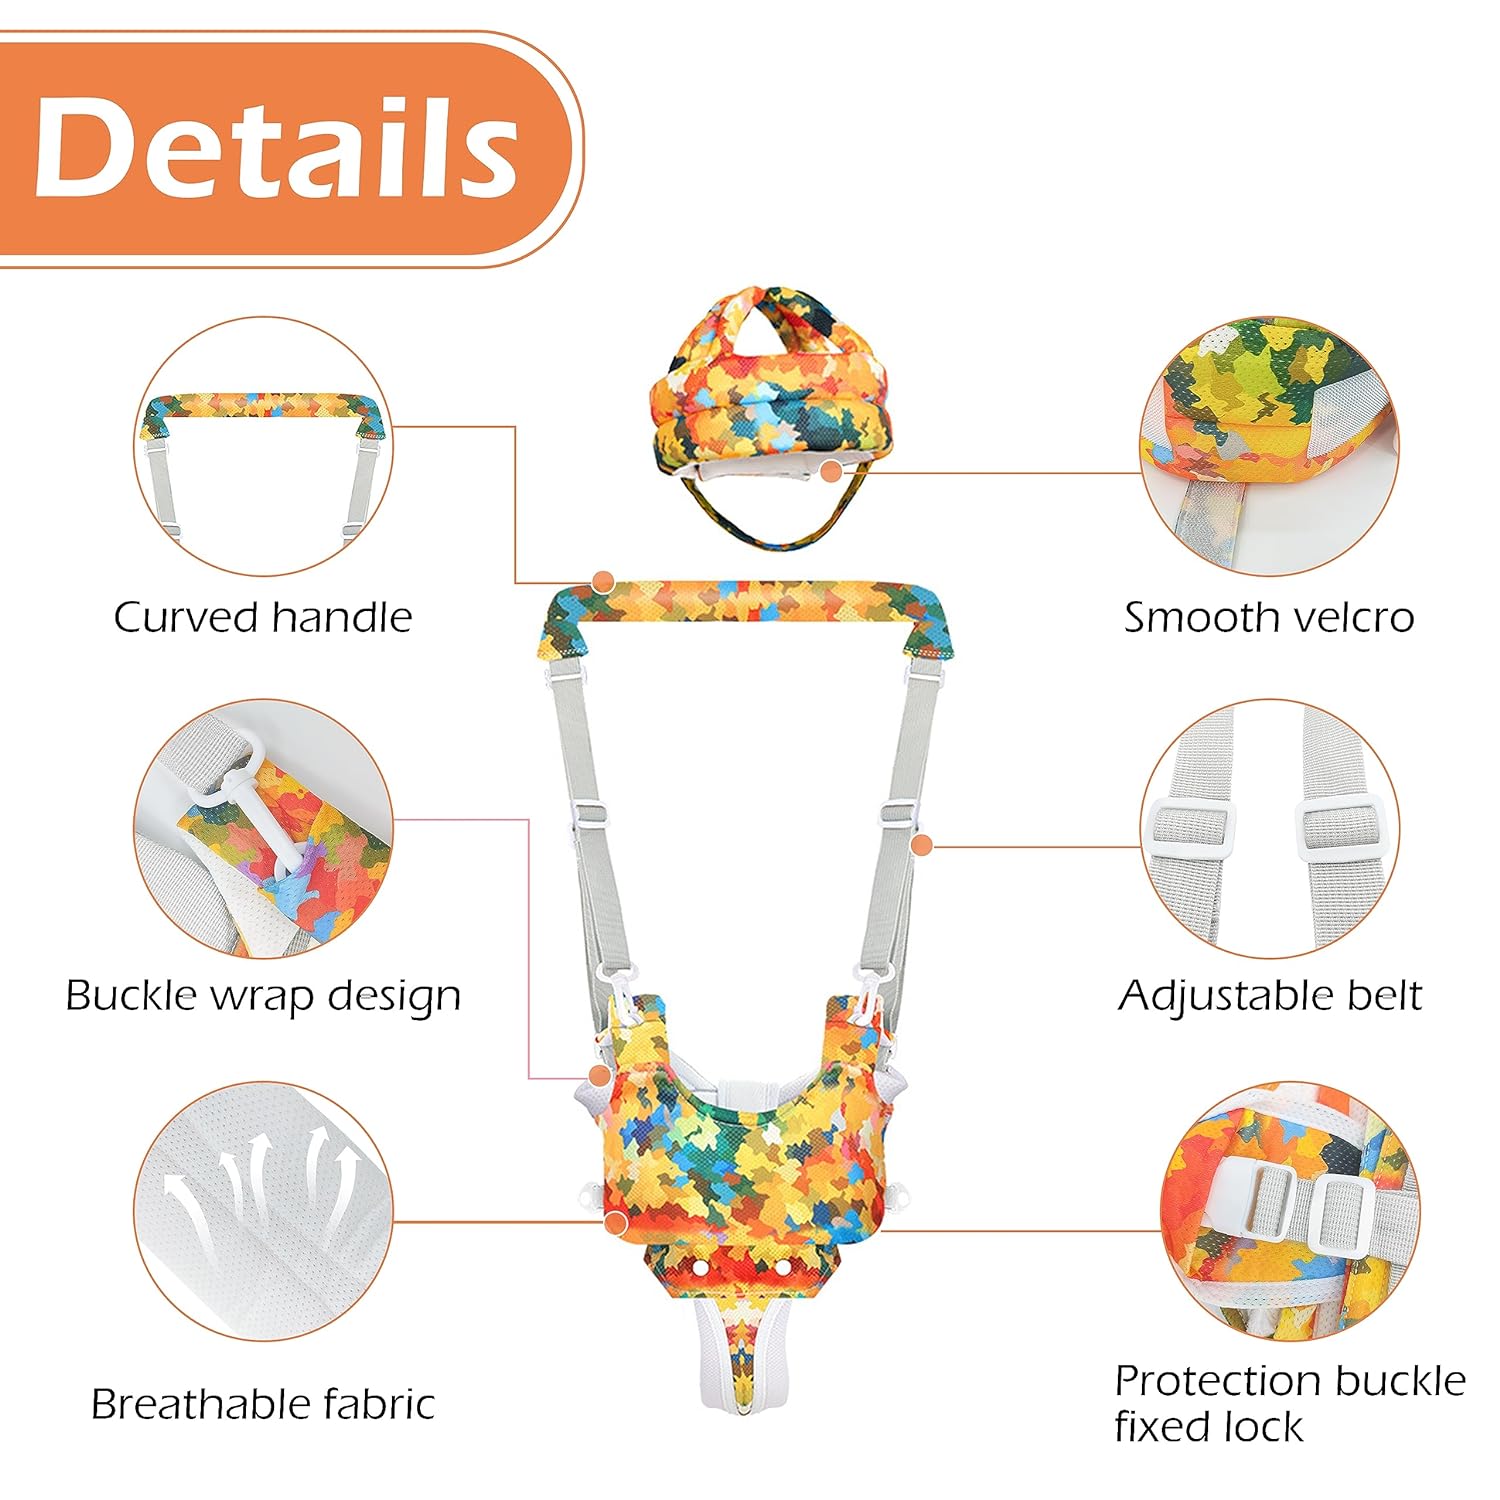 Details
Curved handle
Smooth velcro
Buckle wrap design
Adjustable belt
Breathable fabric
Protection buckle
fixed lock